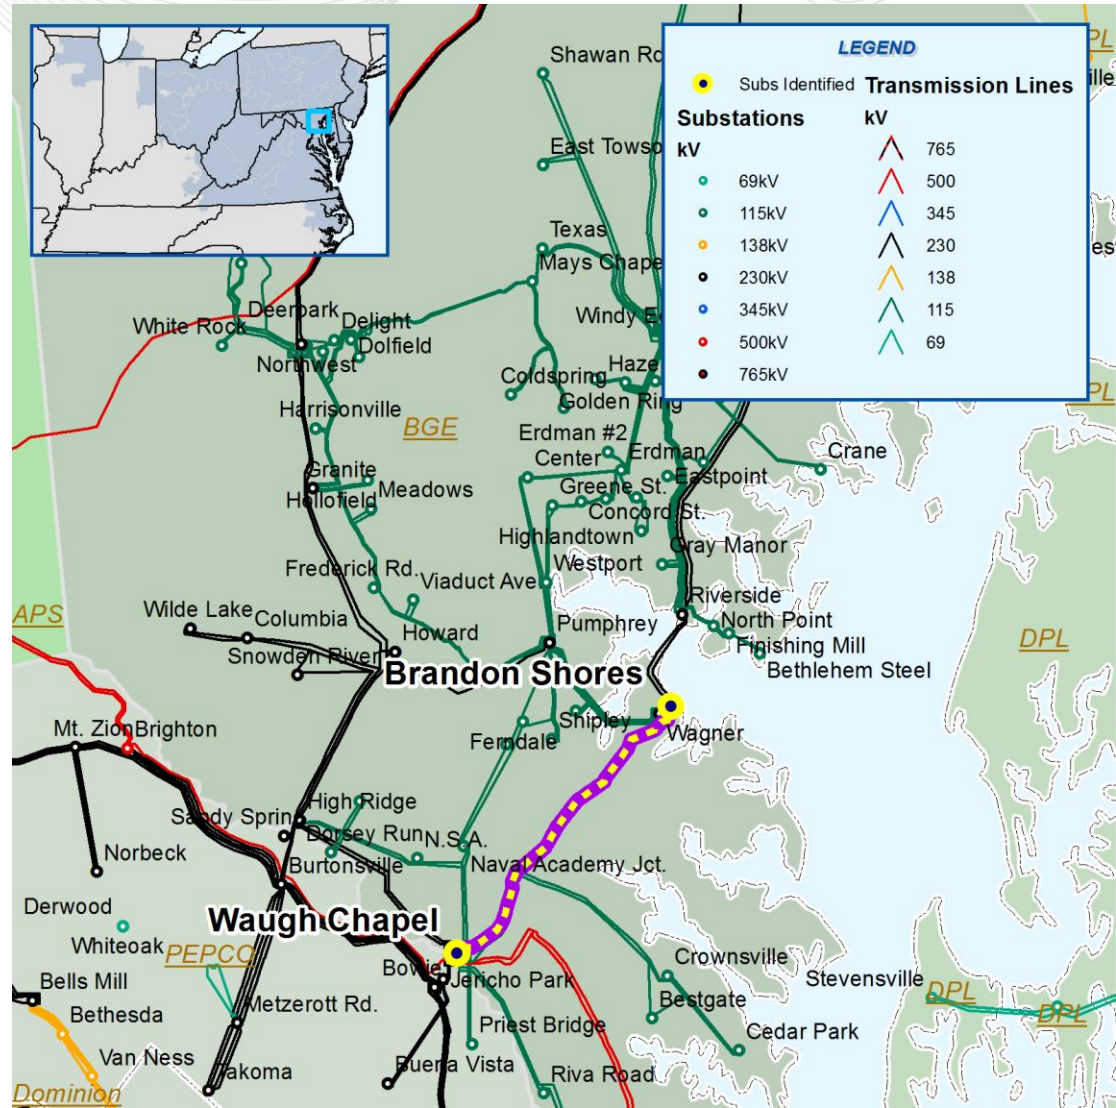 LEGEND
Subs Identified
Transmission Lines
Substations
kV
kV
69kV
765
115kV
500
138kV
345
230kV
230
345kV
138
500kV
115
765kV
69
Shawan
East
Texas
Mays
Windy
Deerpark
Delight
White Rock
Dolfield
Northwest
Coldspring
Golden Ring
Harrisonville
BGE
Erdman #2
Center
Erdman
Crane
Granite
Eastpoint
Hollofield
Meadows
Greene St.
Concord St.
Highlandtown
Gray Manor
Westport
Frederick Rd.
Viaduct Ave.
Riverside
APS
Wilde Lake
Columbia
North Point
Howard
Pumphrey
Finishing Mill
DPL
Snowden River
Bethlehem Steel
Brandon Shores
Shipley
Wagner
Mt. Zion
Brighton
Ferndale
High Ridge
Sandy Spring
Dorsey Run
N.S.A.
Norbeck
Burtonsville
Naval Academy Jct.
Derwood
Waugh Chapel
Whiteoak
PEPCO
Bowie
Jericho Park
Crownsville
Stevensville
Bells Mill
Metzerott Rd.
Bestgate
DPL
DPL
Bethesda
Priest Bridge
Cedar Park
Van Ness
Takoma
Buena Vista
Riva Road
Dominion